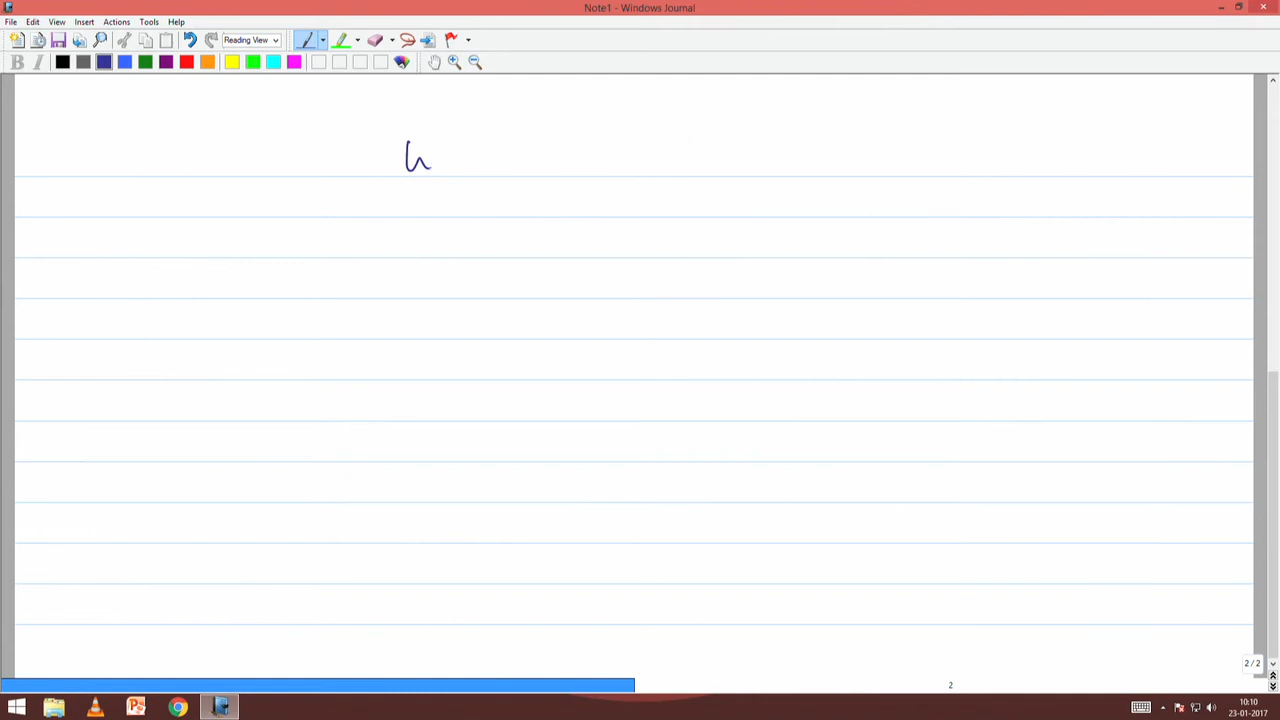 Note1 - Windows Journal
File Edit View Insert Actions Tools Help
Reading View
B I
h
2 / 2
2
10:10
23-01-2017